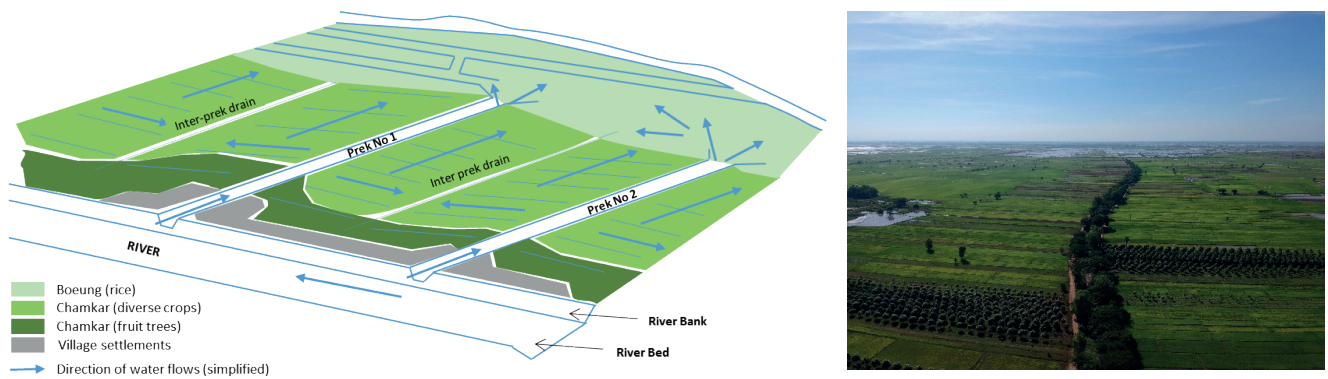 Inter-prek drain
Prek No 1
Inter prek drain
Prek No 2
RIVER
Boeung (rice)
Chamkar (diverse crops)
Chamkar (fruit trees)
Village settlements
Direction of water flows (simplified)
River Bank
River Bed